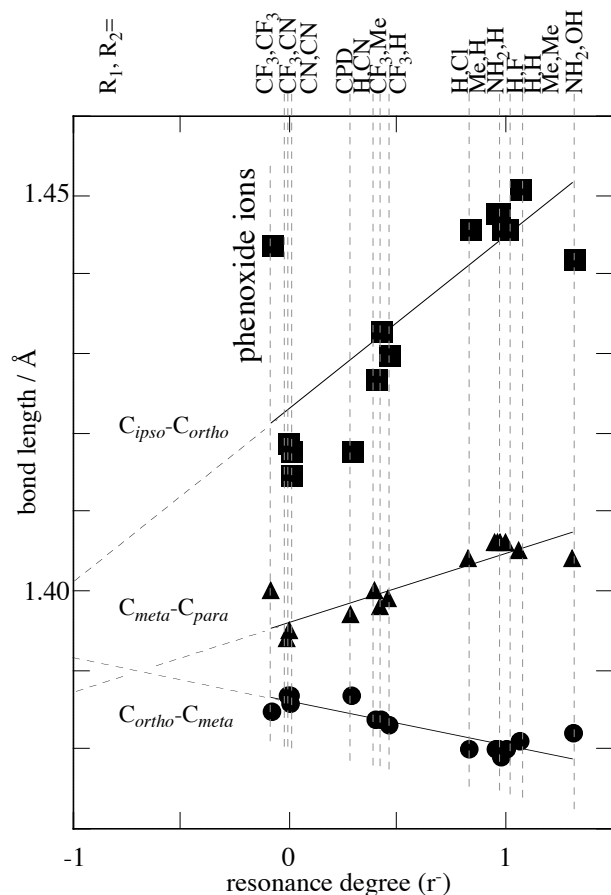 R1, R2=
CF3,CF3
CF3,CN
CN,CN
CPD
H,CN
CF3,Me
CF3,H
H,Cl
Me,H
NH2,H
H,F
H,H
Me,Me
NH2,OH
1.45
phenoxide ions
Cipso-Cortho
bond length / Å
1.40
Cmeta-Cpara
Cortho-Cmeta
-1
0
1
resonance degree (r-)